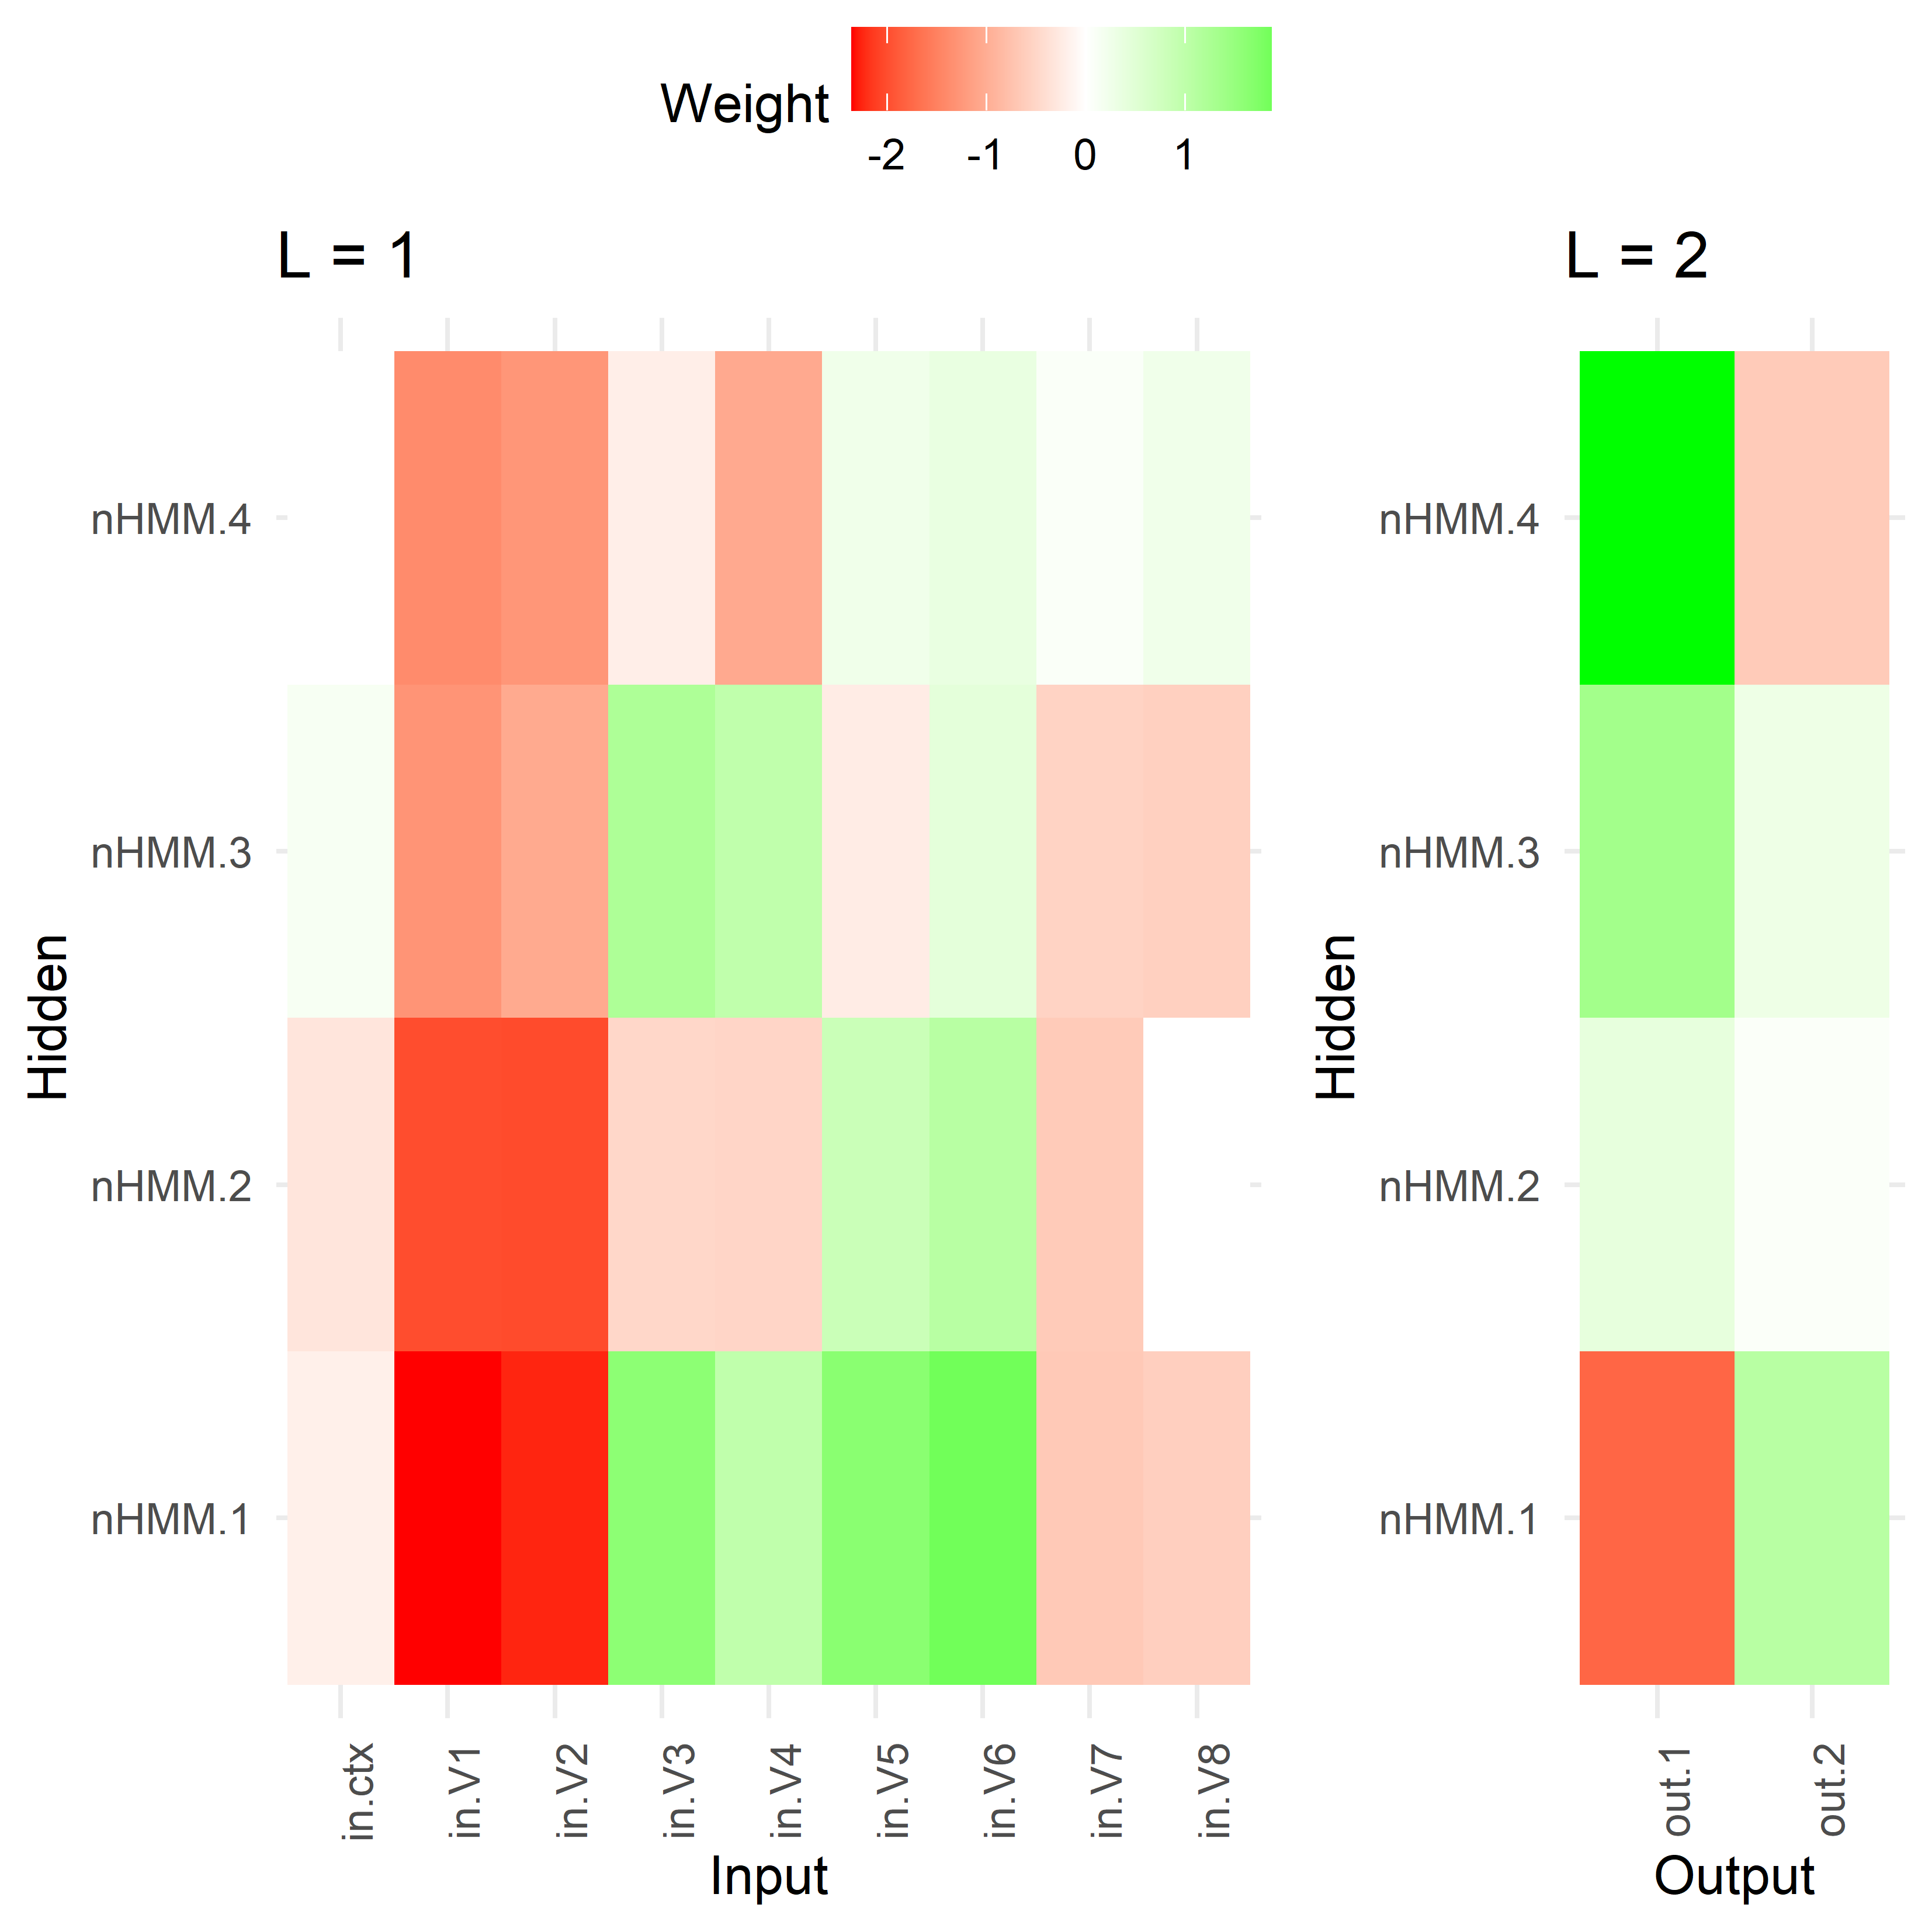 Weight
-2 -1 0 1
L = 1
L = 2
Hidden
nHMM.4
nHMM.3
nHMM.2
nHMM.1
in.ctx in.V1 in.V2 in.V3 in.V4 in.V5 in.V6 in.V7 in.V8
Input
Hidden
nHMM.4
nHMM.3
nHMM.2
nHMM.1
out.1 out.2
Output